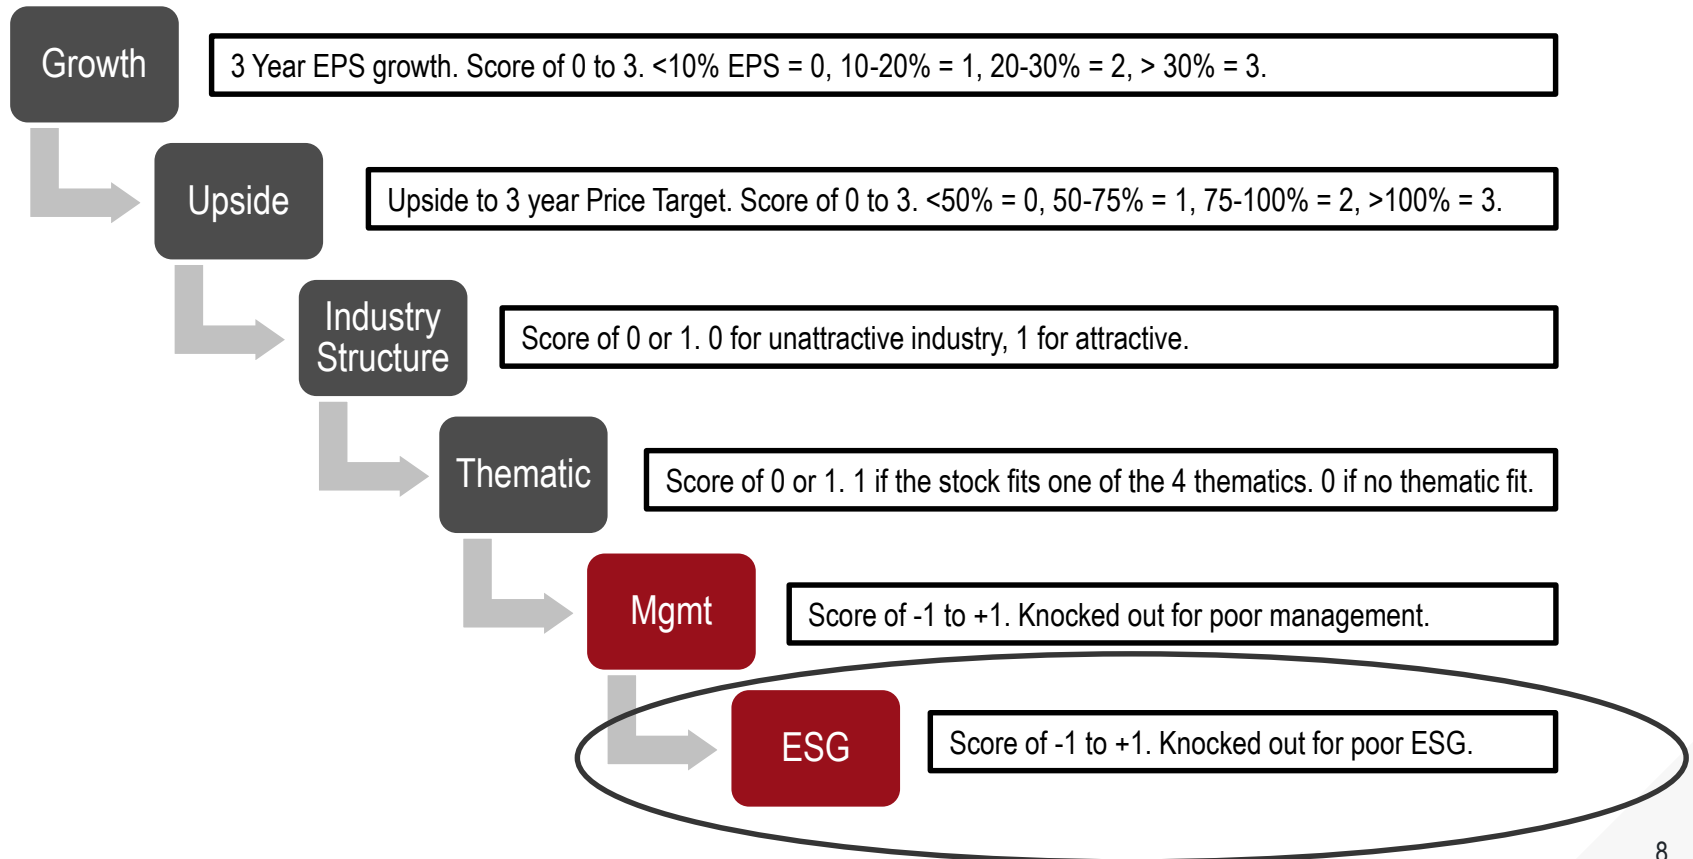 Growth
3 Year EPS growth. Score of 0 to 3. <10% EPS = 0, 10-20% = 1, 20-30% = 2, > 30% = 3.
Upside
Upside to 3 year Price Target. Score of 0 to 3. <50% = 0, 50-75% = 1, 75-100% = 2, >100% = 3.
Industry
Structure
Score of 0 or 1. 0 for unattractive industry, 1 for attractive.
Thematic
Score of 0 or 1. 1 if the stock fits one of the 4 thematics. 0 if no thematic fit.
Mgmt
Score of -1 to +1. Knocked out for poor management.
ESG
Score of -1 to +1. Knocked out for poor ESG.
8